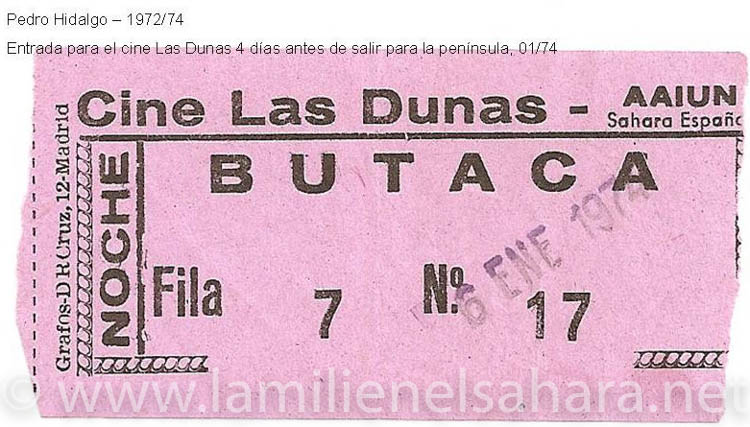 Pedro Hidalgo – 1972/74
Entrada para el cine Las Dunas 4 días antes de salir para la península, 01/74
Cine Las Dunas - AAIUN
Sahara Españo
Grafos-D R Cruz, 12-Madrid
NOCHE
BUTACA
Fila 7 Nº. 17
6 ENE 1974
© www.lamilienelsahara.net